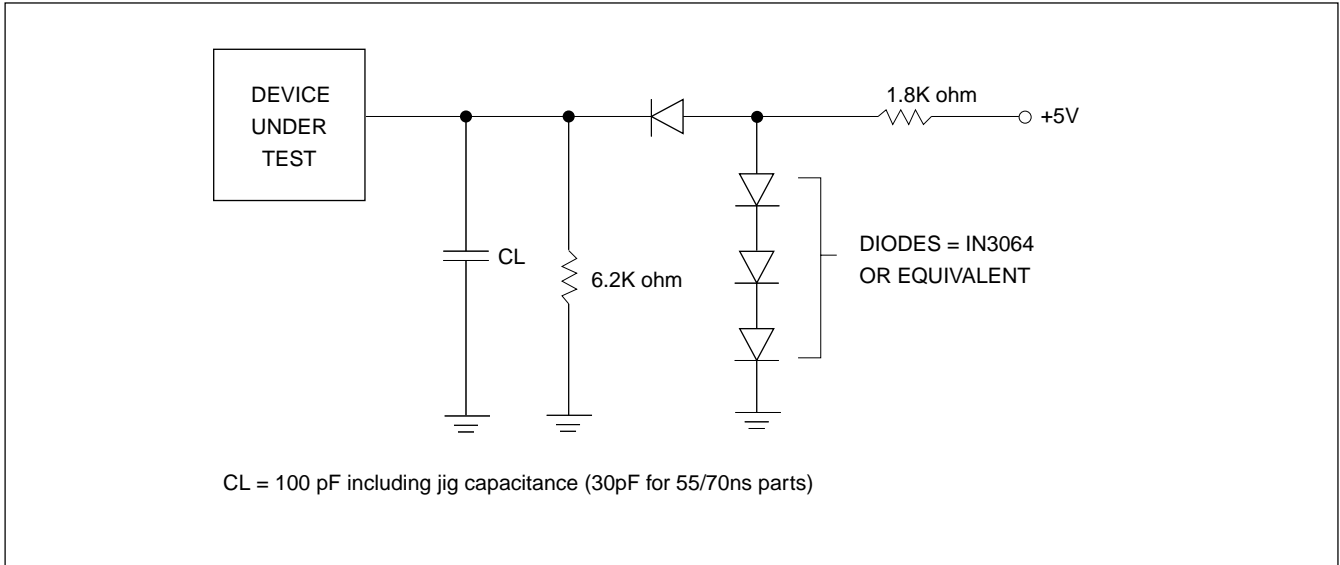 DEVICE
UNDER
TEST
1.8K ohm
+5V
CL
6.2K ohm
DIODES = IN3064
OR EQUIVALENT
CL = 100 pF including jig capacitance (30pF for 55/70ns parts)